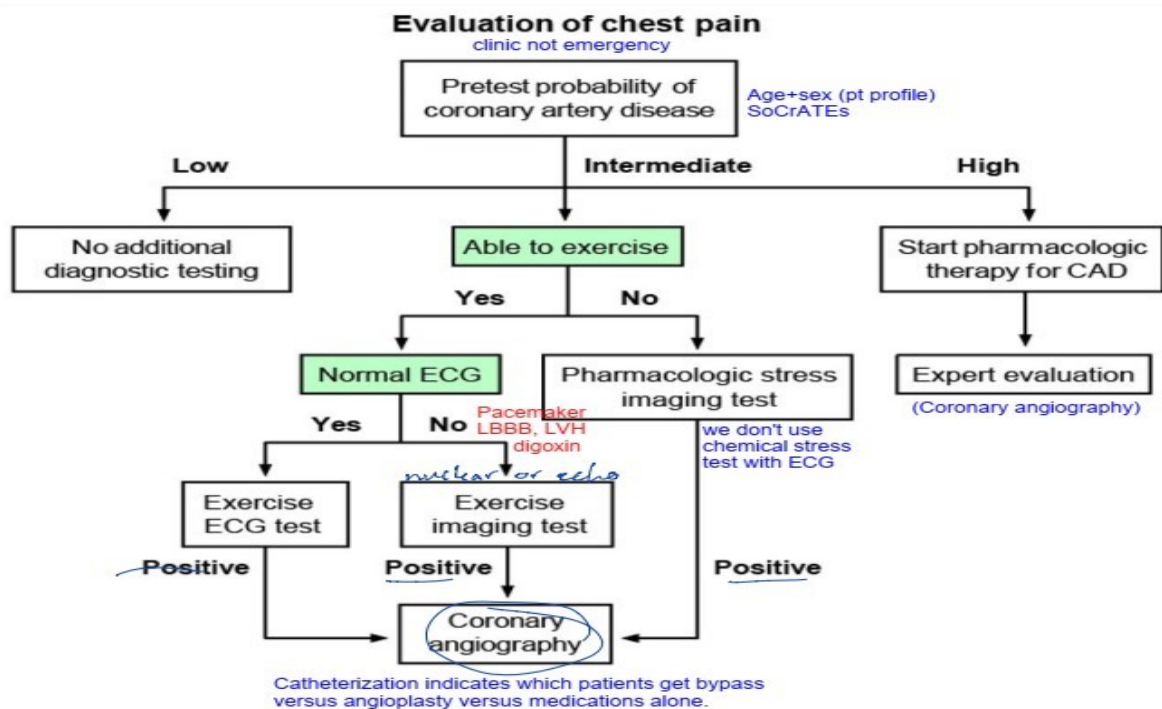 Evaluation of chest pain
clinic not emergency
Pretest probability of
coronary artery disease
Age+sex (pt profile)
SoCrATEs
Low
Intermediate
High
No additional
diagnostic testing
Able to exercise
Start pharmacologic
therapy for CAD
Yes
No
Normal ECG
Pharmacologic stress
imaging test
Expert evaluation
(Coronary angiography)
Yes
No
Pacemaker
LBBB, LVH
digoxin
we don't use
chemical stress
test with ECG
nuclear or echo
Exercise
ECG test
Exercise
imaging test
Positive
Positive
Positive
Coronary
angiography
Catheterization indicates which patients get bypass
versus angioplasty versus medications alone.